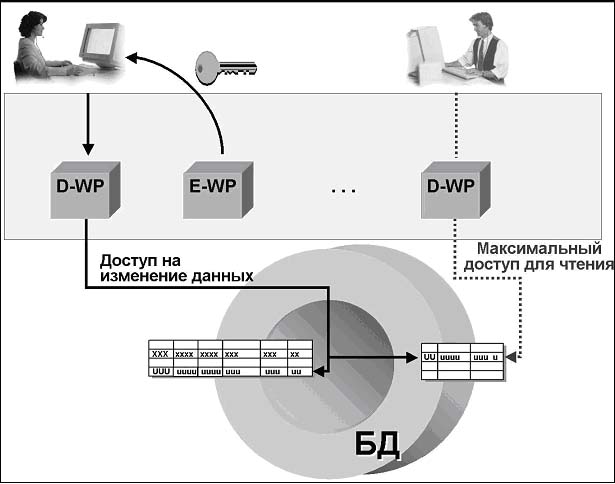 D-WP
E-WP
...
D-WP
Доступ на
изменение данных
Максимальный
доступ для чтения
XXX xxxx xxxx xxx xxx xx
UUU uuuu uuuu uuu uuu uu
UU uuuu uuu u
БД